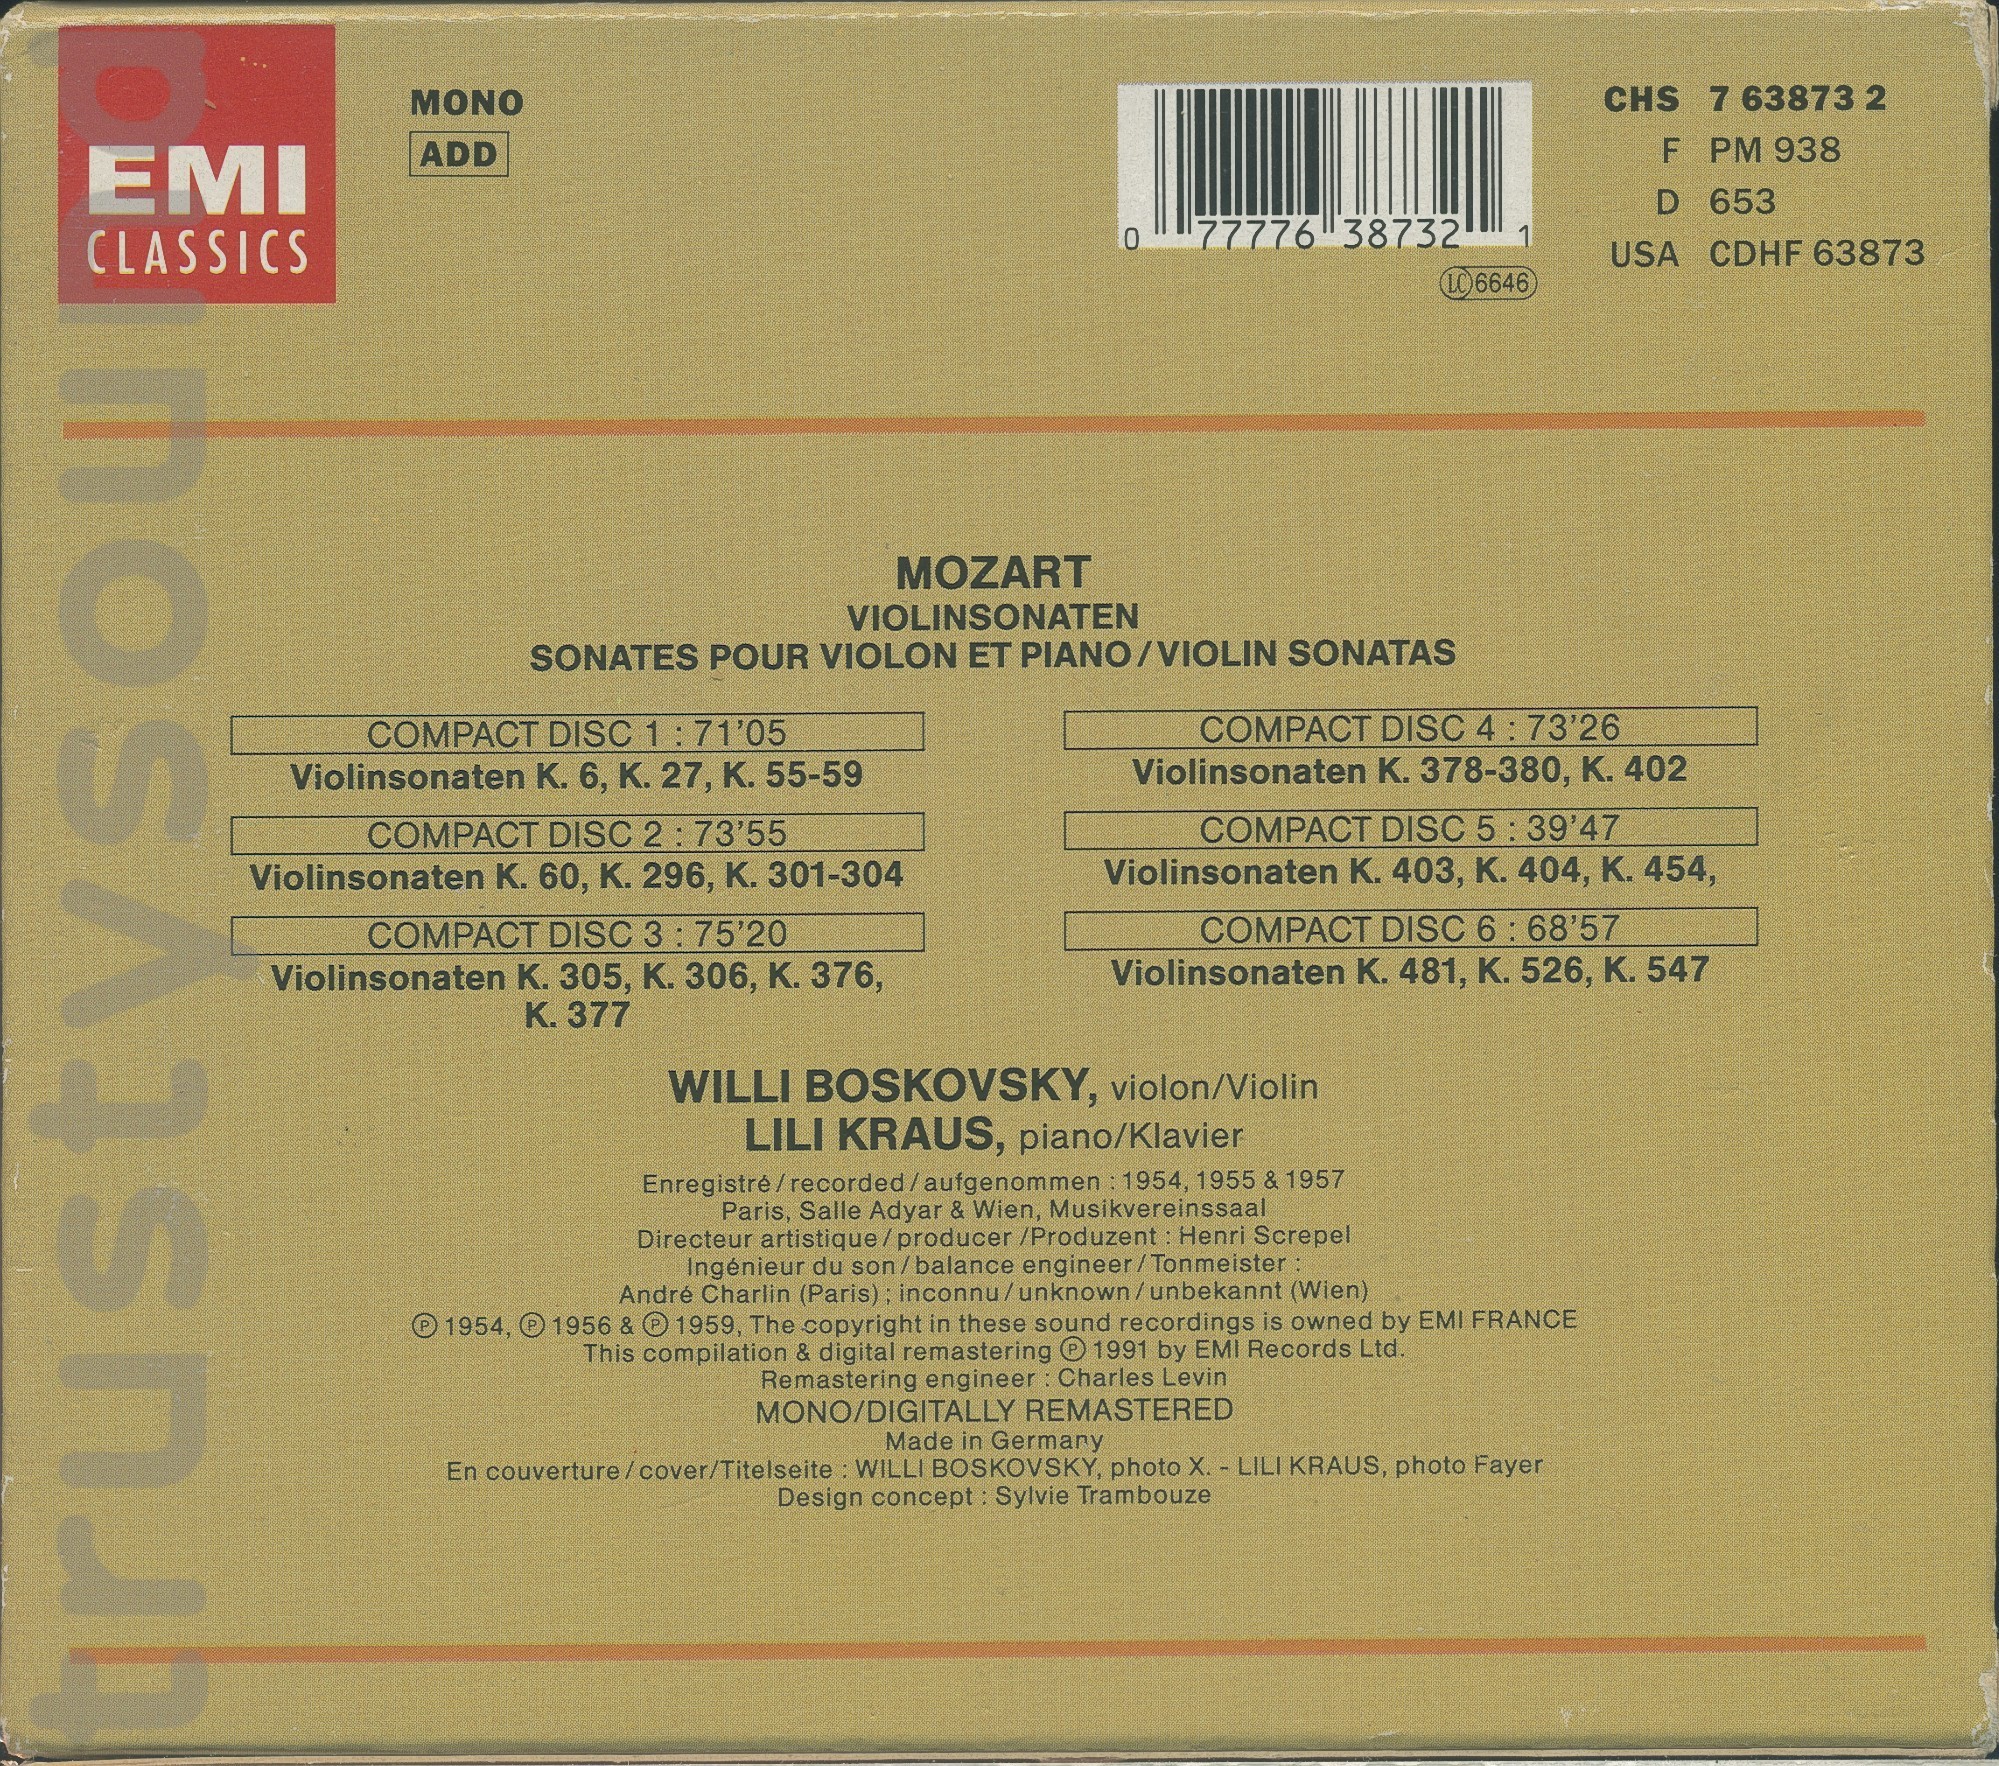 EMI
CLASSICS
MONO
ADD
0 77776 38732 1
LC 6646
CHS 7 63873 2
F PM 938
D 653
USA CDHF 63873
MOZART
VIOLINSONATEN
SONATES POUR VIOLON ET PIANO / VIOLIN SONATAS
COMPACT DISC 1 : 71'05
Violinsonaten K. 6, K. 27, K. 55-59
COMPACT DISC 2 : 73'55
Violinsonaten K. 60, K. 296, K. 301-304
COMPACT DISC 3 : 75'20
Violinsonaten K. 305, K. 306, K. 376,
K. 377
COMPACT DISC 4 : 73'26
Violinsonaten K. 378-380, K. 402
COMPACT DISC 5 : 39'47
Violinsonaten K. 403, K. 404, K. 454,
COMPACT DISC 6 : 68'57
Violinsonaten K. 481, K. 526, K. 547
WILLI BOSKOVSKY, violon/Violin
LILI KRAUS, piano/Klavier
Enregistré / recorded / aufgenommen : 1954, 1955 & 1957
Paris, Salle Adyar & Wien, Musikvereinssaal
Directeur artistique / producer /Produzent : Henri Screpel
Ingénieur du son / balance engineer / Tonmeister :
André Charlin (Paris) ; inconnu / unknown / unbekannt (Wien)
℗ 1954, ℗ 1956 & ℗ 1959, The copyright in these sound recordings is owned by EMI FRANCE
This compilation & digital remastering ℗ 1991 by EMI Records Ltd.
Remastering engineer : Charles Levin
MONO/DIGITALLY REMASTERED
Made in Germany
En couverture / cover/Titelseite : WILLI BOSKOVSKY, photo X. - LILI KRAUS, photo Fayer
Design concept : Sylvie Trambouze
trustysound